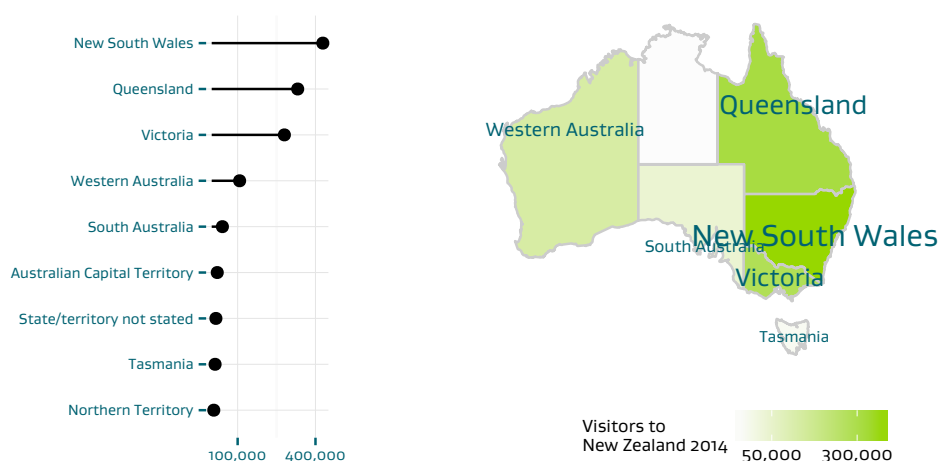 New South Wales
Queensland
Victoria
Western Australia
South Australia
Australian Capital Territory
State/territory not stated
Tasmania
Northern Territory
100,000 400,000
Queensland
Western Australia
New South Wales
South Australia
Victoria
Tasmania
Visitors to
New Zealand 2014
50,000 300,000